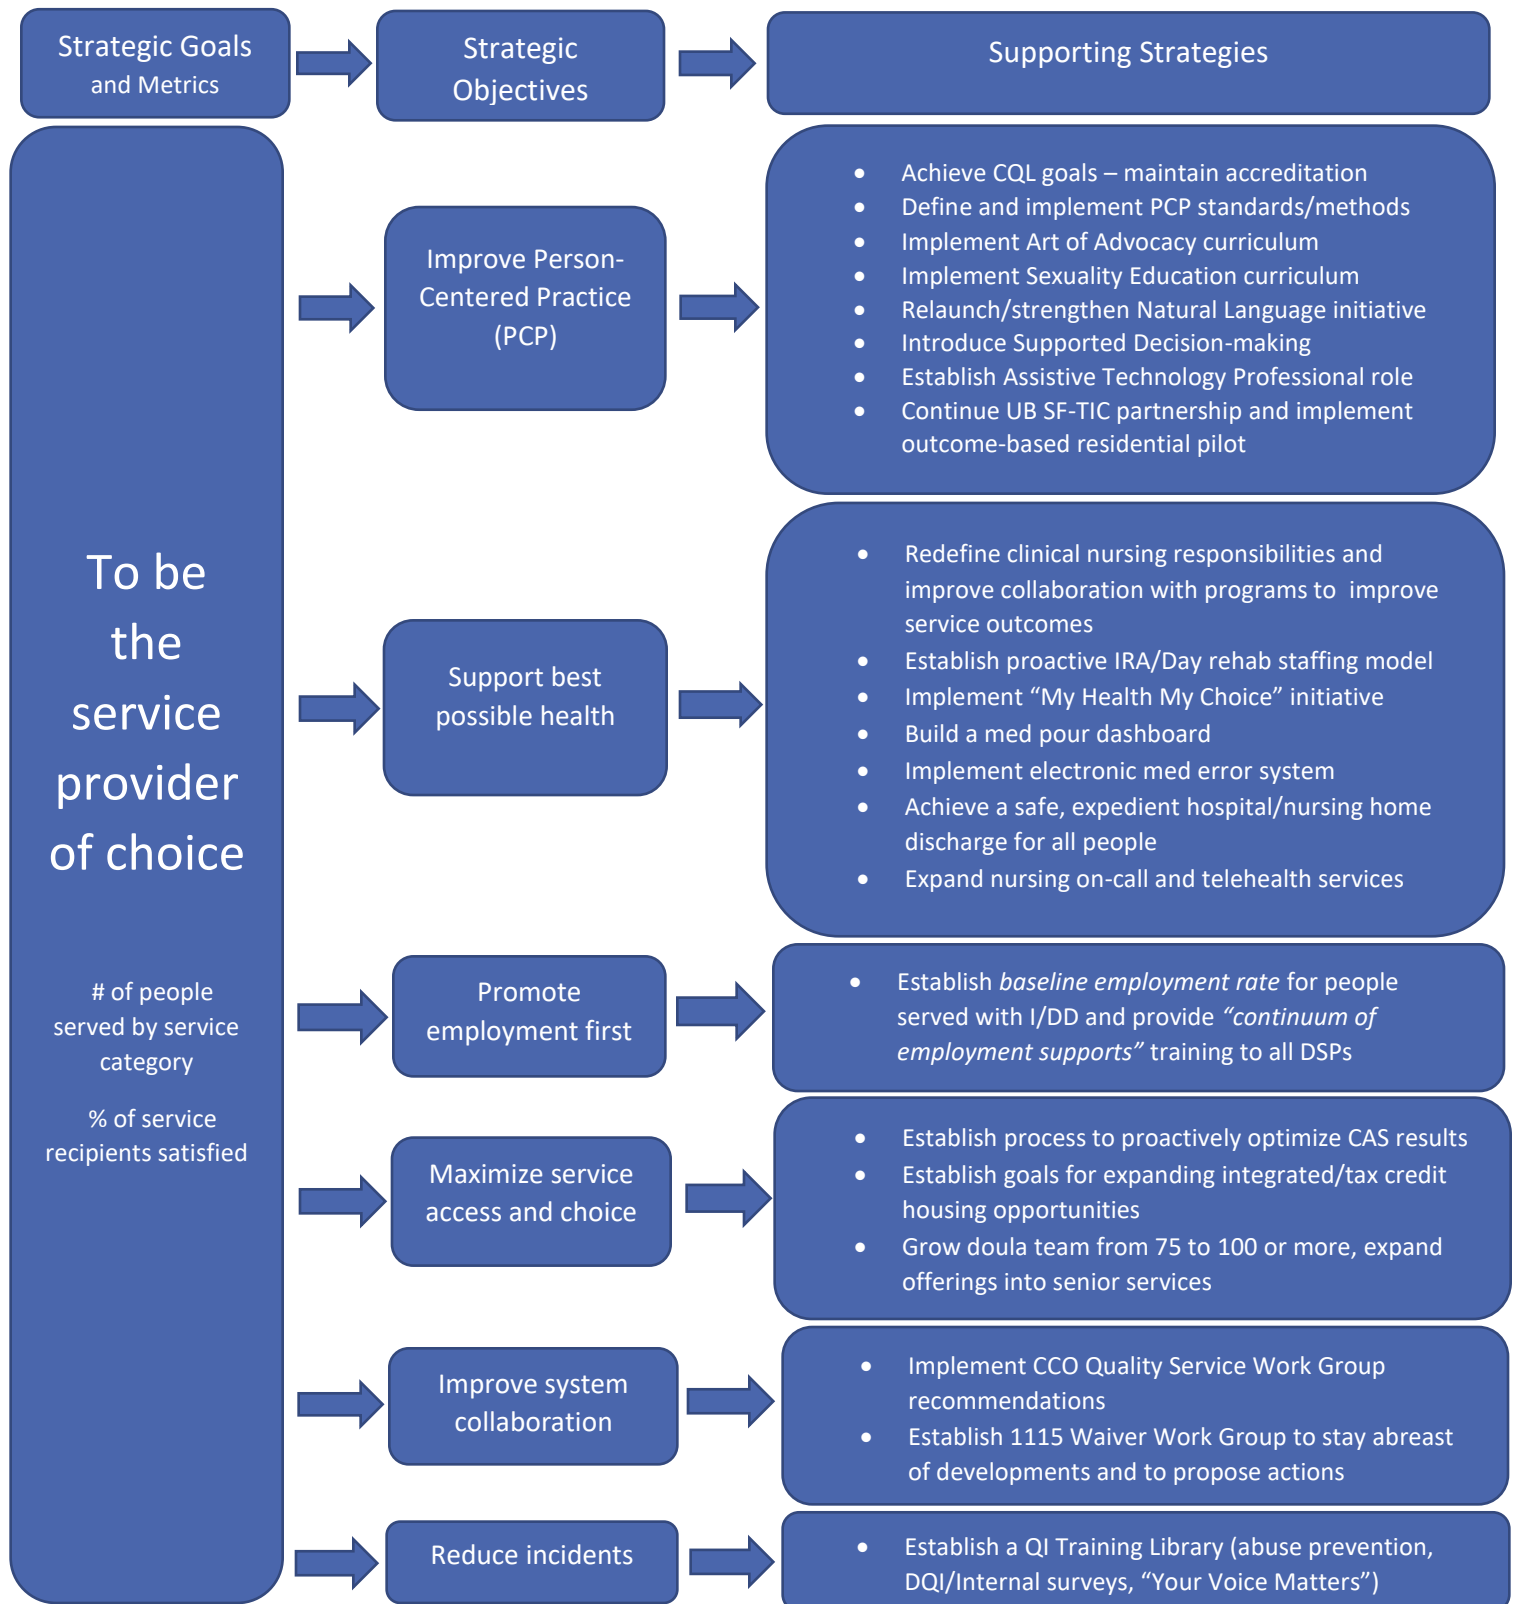 Strategic Goals
and Metrics
Strategic
Objectives
Supporting Strategies
To be
the
service
provider
of choice
# of people
served by service
category
% of service
recipients satisfied
Improve Person-
Centered Practice
(PCP)
• Achieve CQL goals – maintain accreditation
• Define and implement PCP standards/methods
• Implement Art of Advocacy curriculum
• Implement Sexuality Education curriculum
• Relaunch/strengthen Natural Language initiative
• Introduce Supported Decision-making
• Establish Assistive Technology Professional role
• Continue UB SF-TIC partnership and implement
outcome-based residential pilot
Support best
possible health
• Redefine clinical nursing responsibilities and
improve collaboration with programs to improve
service outcomes
• Establish proactive IRA/Day rehab staffing model
• Implement “My Health My Choice” initiative
• Build a med pour dashboard
• Implement electronic med error system
• Achieve a safe, expedient hospital/nursing home
discharge for all people
• Expand nursing on-call and telehealth services
Promote
employment first
• Establish baseline employment rate for people
served with I/DD and provide “continuum of
employment supports” training to all DSPs
Maximize service
access and choice
• Establish process to proactively optimize CAS results
• Establish goals for expanding integrated/tax credit
housing opportunities
• Grow doula team from 75 to 100 or more, expand
offerings into senior services
Improve system
collaboration
• Implement CCO Quality Service Work Group
recommendations
• Establish 1115 Waiver Work Group to stay abreast
of developments and to propose actions
Reduce incidents
• Establish a QI Training Library (abuse prevention,
DQI/Internal surveys, “Your Voice Matters”)